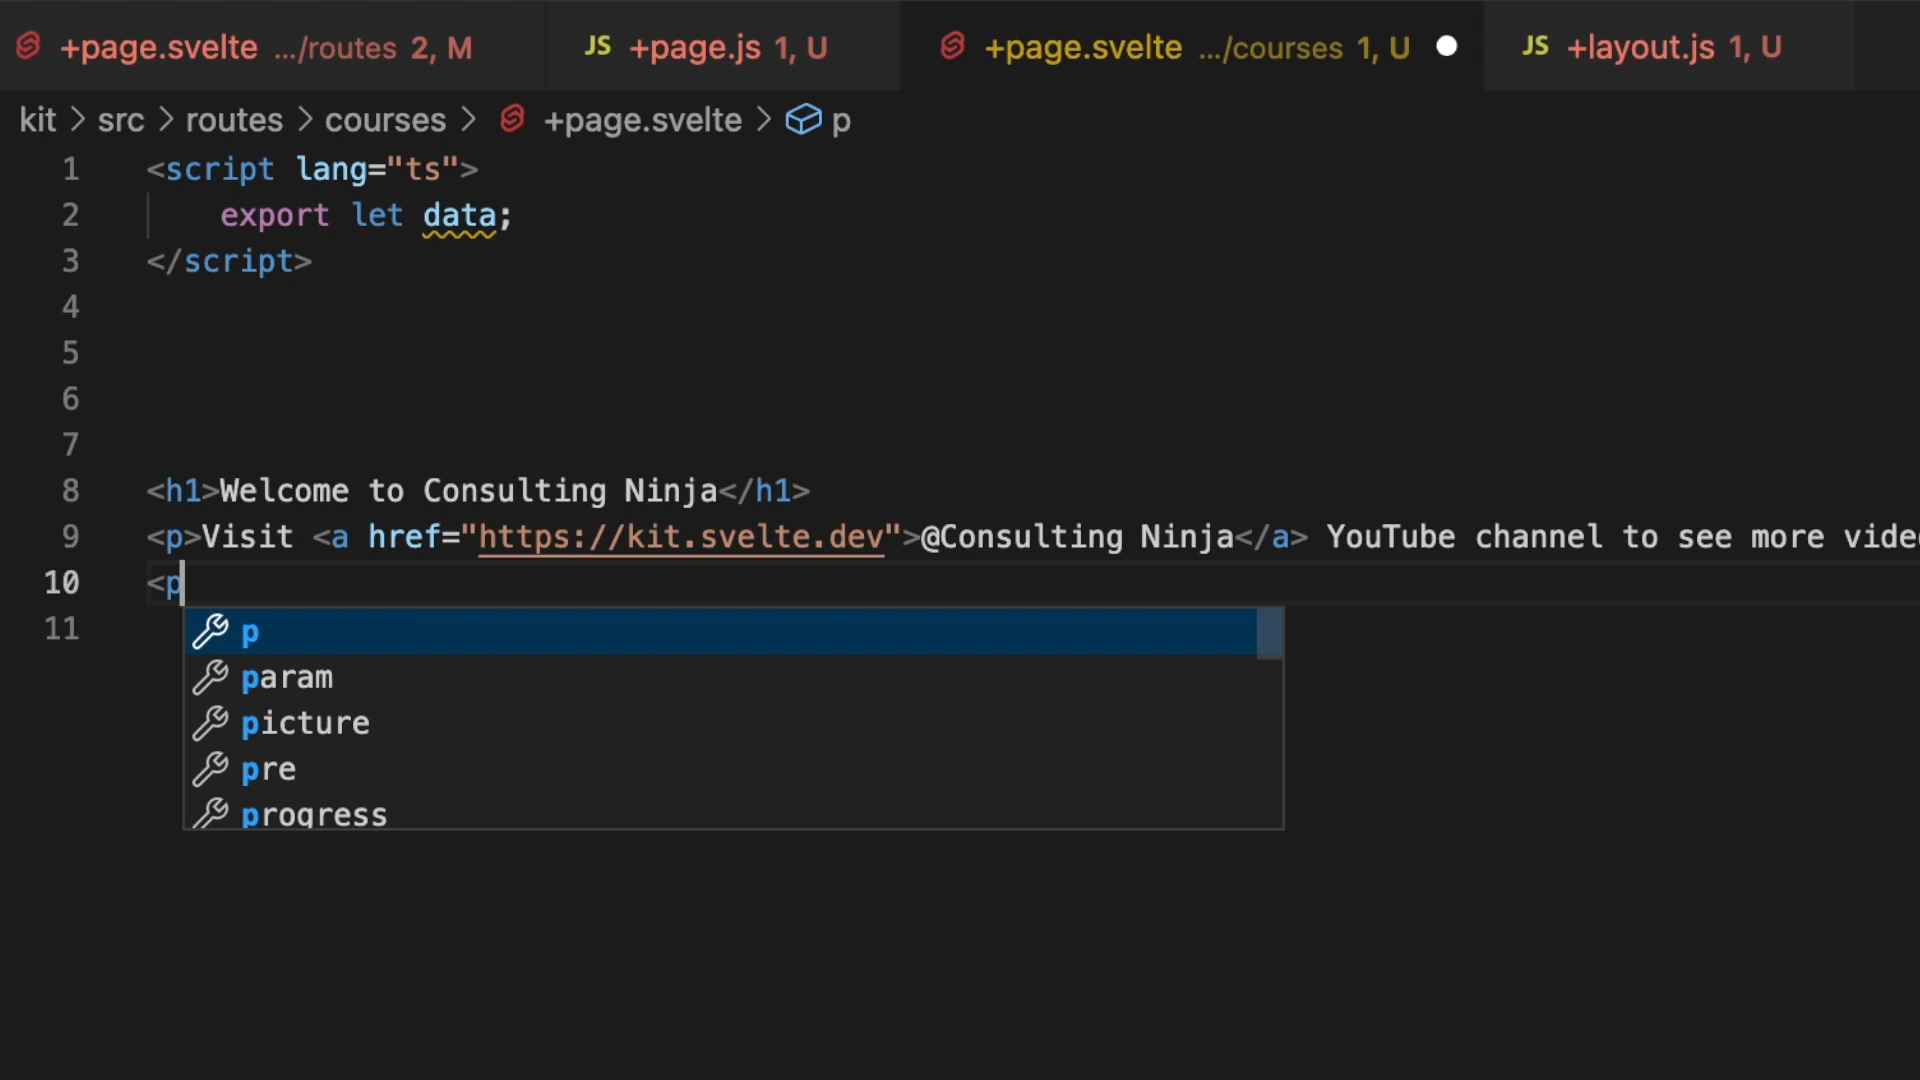 +page.svelte .../routes 2, M JS +page.js 1, U +page.svelte .../courses 1, U JS +layout.js 1, U
kit > src > routes > courses > +page.svelte > p
1 <script lang="ts">
2 export let data;
3 </script>
4
5
6
7
8 <h1>Welcome to Consulting Ninja</h1>
9 <p>Visit <a href="https://kit.svelte.dev">@Consulting Ninja</a> YouTube channel to see more vide
10 <p
11
p
param
picture
pre
progress